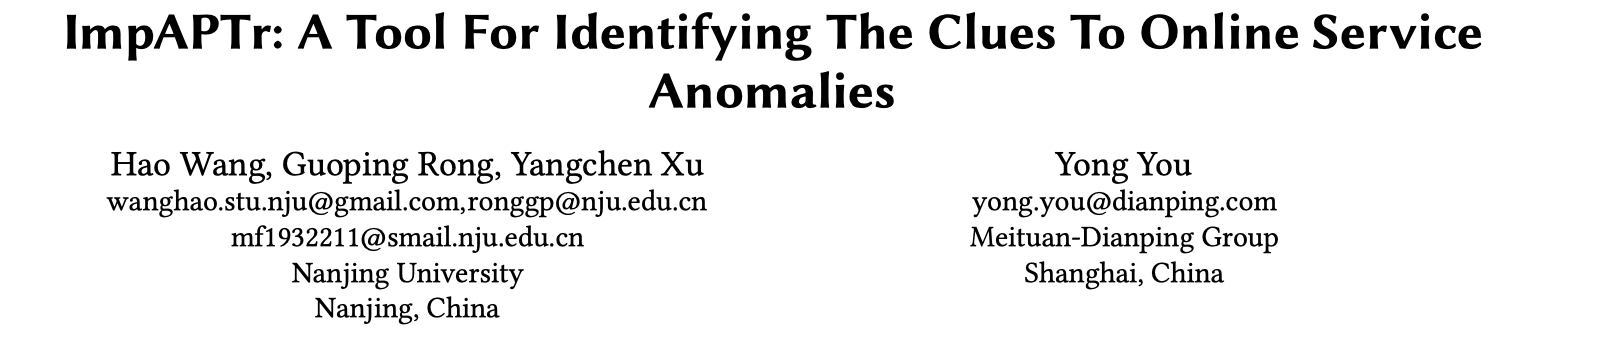 ImpAPTr: A Tool For Identifying The Clues To Online Service
Anomalies
Hao Wang, Guoping Rong, Yangchen Xu
wanghao.stu.nju@gmail.com,ronggp@nju.edu.cn
mf1932211@smail.nju.edu.cn
Nanjing University
Nanjing, China
Yong You
yong.you@dianping.com
Meituan-Dianping Group
Shanghai, China